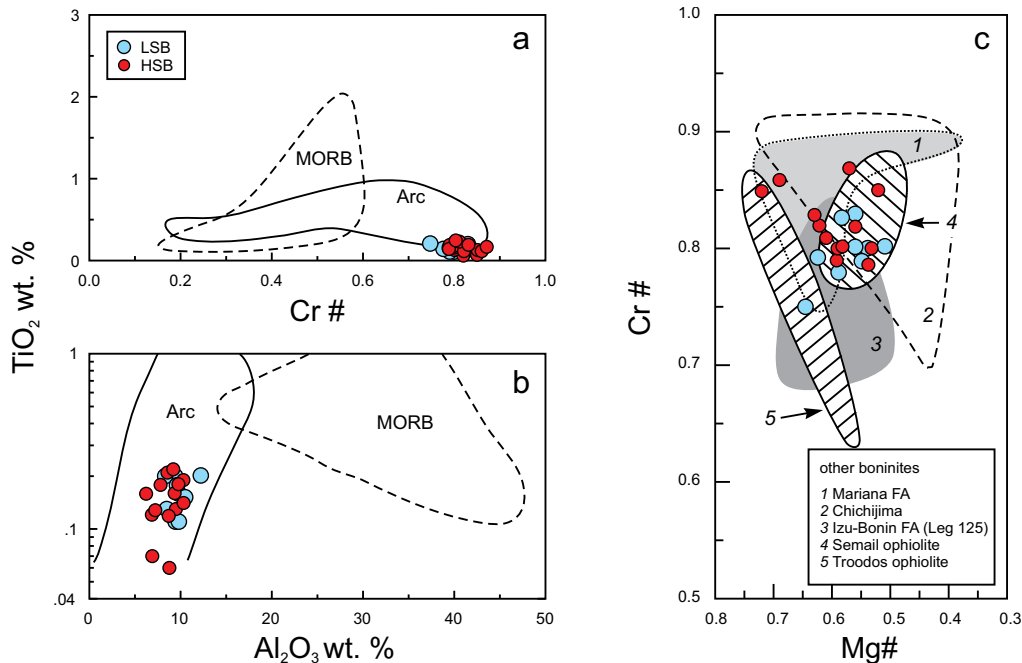 3
2
1
0
0.0
0.2
0.4
0.6
0.8
1.0
Cr #
TiO2 wt. %
a
LSB
HSB
MORB
Arc
1
.1
.04
0
10
20
30
40
50
Al2O3 wt. %
b
Arc
MORB
1.0
0.9
0.8
0.7
0.6
0.5
0.8
0.7
0.6
0.5
0.4
0.3
Cr #
Mg#
c
1
4
2
3
5
other boninites
1 Mariana FA
2 Chichijima
3 Izu-Bonin FA (Leg 125)
4 Semail ophiolite
5 Troodos ophiolite